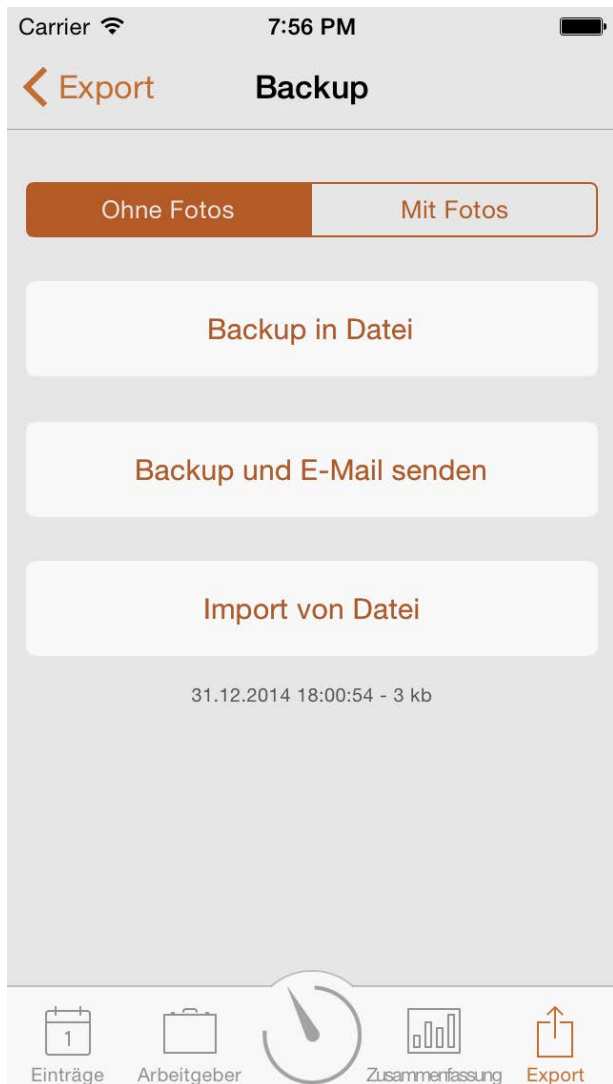 Carrier 7:56 PM
Export Backup
Ohne Fotos Mit Fotos
Backup in Datei
Backup und E-Mail senden
Import von Datei
31.12.2014 18:00:54 - 3 kb
1
Einträge Arbeitgeber Zusammenfassung Export